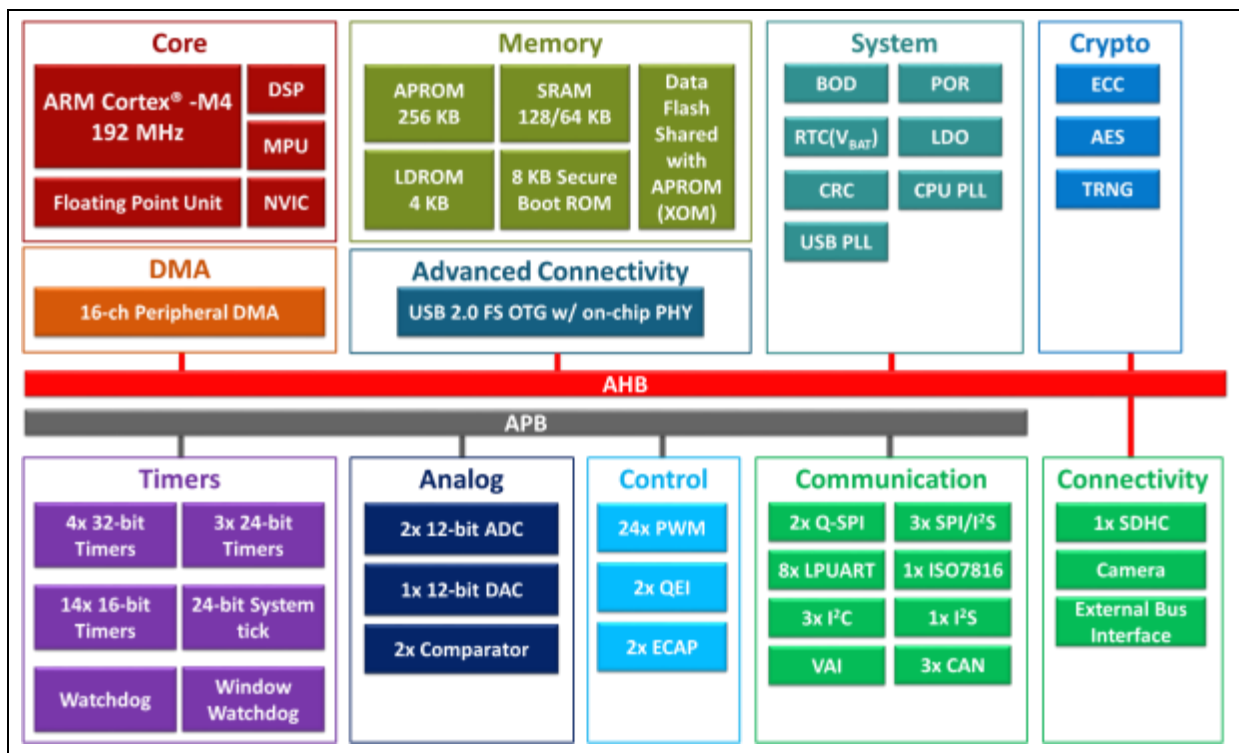 Core
ARM Cortex® -M4
192 MHz
DSP
MPU
Floating Point Unit
NVIC
Memory
APROM
256 KB
SRAM
128/64 KB
Data
Flash
Shared
with
APROM
(XOM)
LDROM
4 KB
8 KB Secure
Boot ROM
System
BOD
POR
RTC(VBAT)
LDO
CRC
CPU PLL
USB PLL
Crypto
ECC
AES
TRNG
DMA
16-ch Peripheral DMA
Advanced Connectivity
USB 2.0 FS OTG w/ on-chip PHY
AHB
APB
Timers
4x 32-bit
Timers
3x 24-bit
Timers
14x 16-bit
Timers
24-bit System
tick
Watchdog
Window
Watchdog
Analog
2x 12-bit ADC
1x 12-bit DAC
2x Comparator
Control
24x PWM
2x QEI
2x ECAP
Communication
2x Q-SPI
3x SPI/I²S
8x LPUART
1x ISO7816
3x I²C
1x I²S
VAI
3x CAN
Connectivity
1x SDHC
Camera
External Bus
Interface